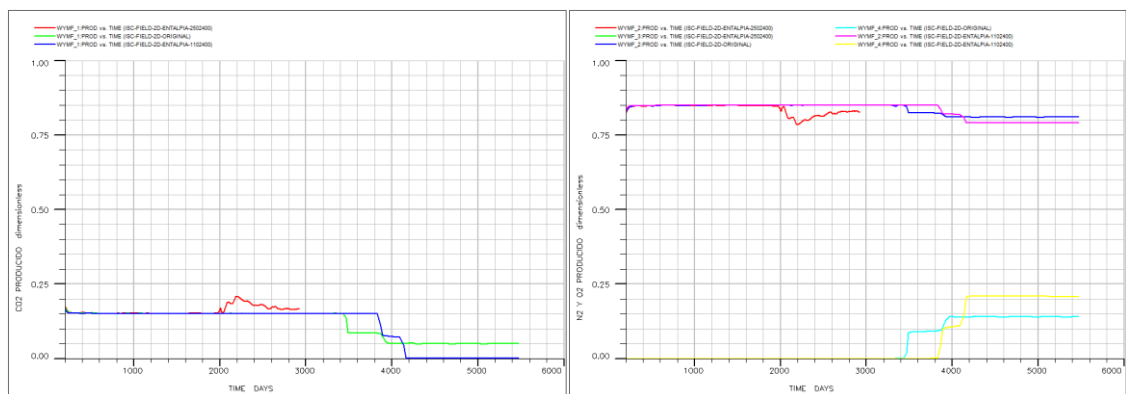 WYMF_1:PROD vs. TIME (ISC-FIELD-2D-ENTALPIA-2502400)
WYMF_1:PROD vs. TIME (ISC-FIELD-2D-ORIGINAL)
WYMF_1:PROD vs. TIME (ISC-FIELD-2D-ENTALPIA-1102400)
1.00
0.75
0.50
0.25
0.00
CO2 PRODUCIDO dimensionless
1000 2000 3000 4000 5000 6000
TIME DAYS
WYMF_2:PROD vs. TIME (ISC-FIELD-2D-ENTALPIA-2502400)
WYMF_3:PROD vs. TIME (ISC-FIELD-2D-ENTALPIA-2502400)
WYMF_2:PROD vs. TIME (ISC-FIELD-2D-ORIGINAL)
WYMF_4:PROD vs. TIME (ISC-FIELD-2D-ORIGINAL)
WYMF_2:PROD vs. TIME (ISC-FIELD-2D-ENTALPIA-1102400)
WYMF_4:PROD vs. TIME (ISC-FIELD-2D-ENTALPIA-1102400)
1.00
0.75
0.50
0.25
0.00
N2 Y O2 PRODUCIDO dimensionless
1000 2000 3000 4000 5000 6000
TIME DAYS